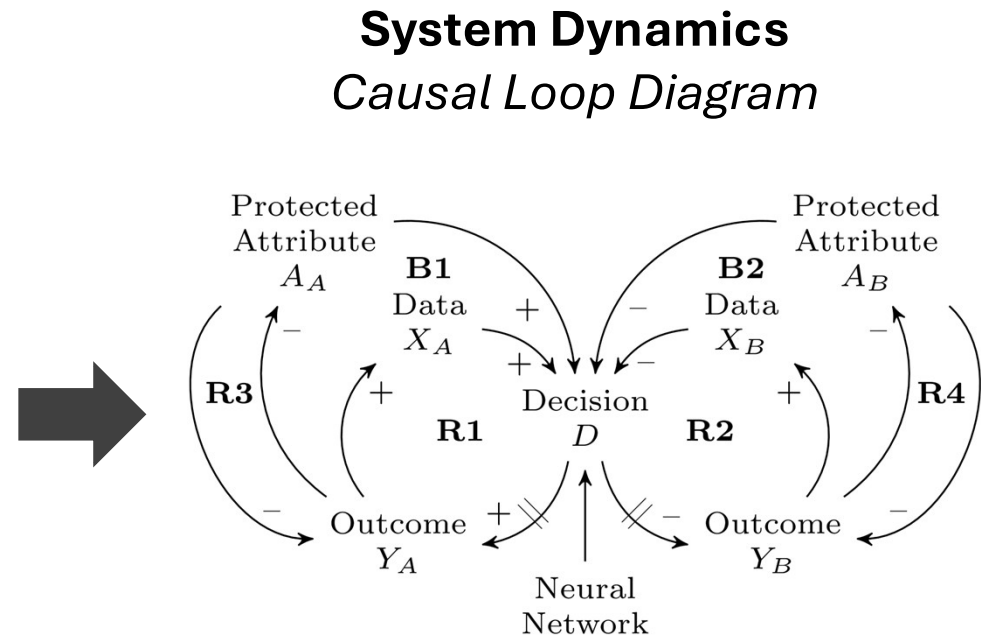 System Dynamics
Causal Loop Diagram
Protected
Attribute
A_A
Protected
Attribute
A_B
B1
B2
Data
X_A
Data
X_B
+
–
+
–
–
–
R3
+
Decision
D
+
R4
R1
R2
–
Outcome
Y_A
+
–
Outcome
Y_B
–
Neural
Network